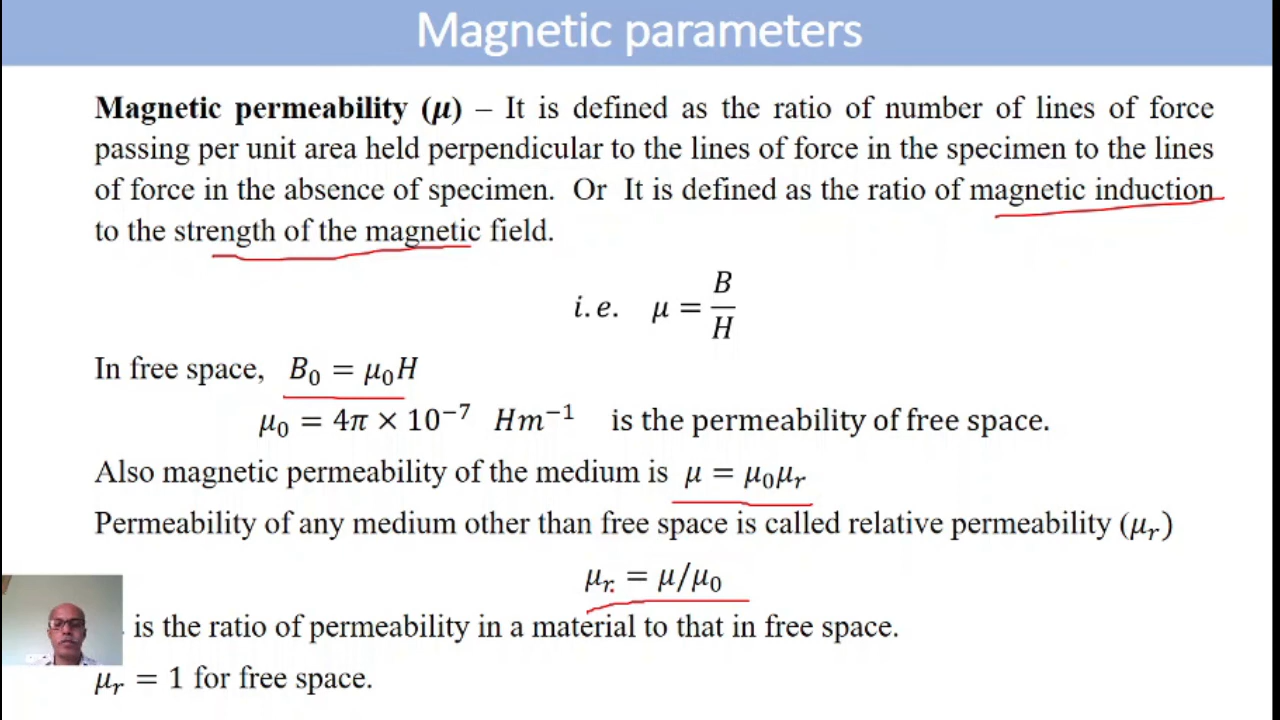 Magnetic parameters
Magnetic permeability (μ) – It is defined as the ratio of number of lines of force
passing per unit area held perpendicular to the lines of force in the specimen to the lines
of force in the absence of specimen. Or It is defined as the ratio of magnetic induction
to the strength of the magnetic field.
i.e. μ = B/H
In free space, B₀ = μ₀H
μ₀ = 4π × 10⁻⁷ Hm⁻¹ is the permeability of free space.
Also magnetic permeability of the medium is μ = μ₀μᵣ
Permeability of any medium other than free space is called relative permeability (μᵣ)
μᵣ = μ/μ₀
is the ratio of permeability in a material to that in free space.
μᵣ = 1 for free space.